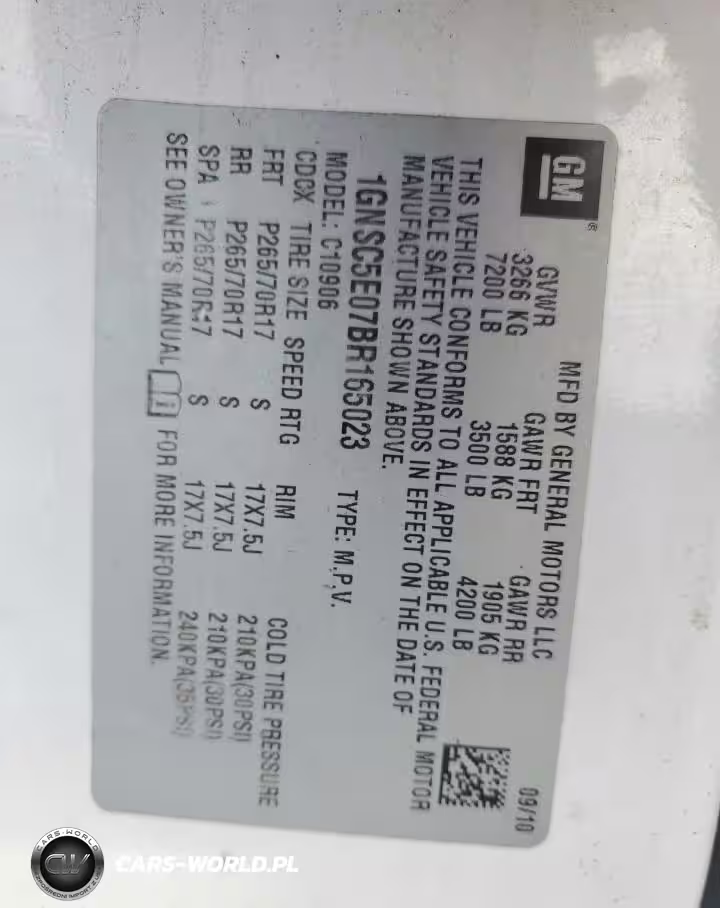 GM ®
MFD BY GENERAL MOTORS LLC 09/10
GVWR GAWR FRT GAWR RR
3266 KG 1588 KG 1905 KG
7200 LB 3500 LB 4200 LB
THIS VEHICLE CONFORMS TO ALL APPLICABLE U.S. FEDERAL MOTOR
VEHICLE SAFETY STANDARDS IN EFFECT ON THE DATE OF
MANUFACTURE SHOWN ABOVE.
1GNSC5E07BR165023 TYPE: M.P.V.
MODEL: C10906
CDCX TIRE SIZE SPEED RTG RIM COLD TIRE PRESSURE
FRT P265/70R17 S 17X7.5J 210KPA(30PSI)
RR P265/70R17 S 17X7.5J 210KPA(30PSI)
SPA P265/70R17 S 17X7.5J 240KPA(35PSI)
SEE OWNER'S MANUAL FOR MORE INFORMATION.
CARS-WORLD
CW
CARS-WORLD.PL